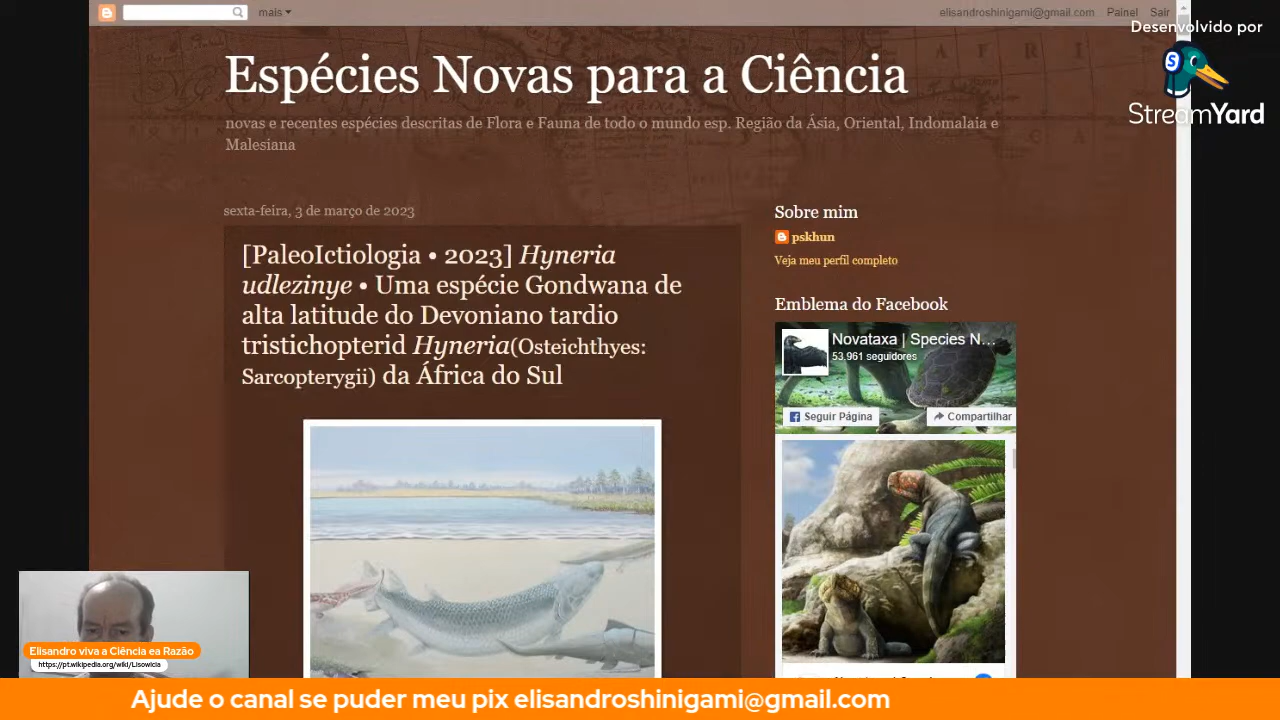 mais
elisandroshinigami@gmail.com Painel Sair
Desenvolvido por
StreamYard
Espécies Novas para a Ciência
novas e recentes espécies descritas de Flora e Fauna de todo o mundo esp. Região da Ásia, Oriental, Indomalaia e
Malesiana
sexta-feira, 3 de março de 2023
[PaleoIctiologia • 2023] Hyneria
udlezinye • Uma espécie Gondwana de
alta latitude do Devoniano tardio
tristichopterid Hyneria(Osteichthyes:
Sarcopterygii) da África do Sul
Sobre mim
pskhun
Veja meu perfil completo
Emblema do Facebook
Novataxa | Species N...
53.961 seguidores
Seguir Página
Compartilhar
Elisandro viva a Ciência ea Razão
https://pt.wikipedia.org/wiki/Lisowicia
Ajude o canal se puder meu pix elisandroshinigami@gmail.com